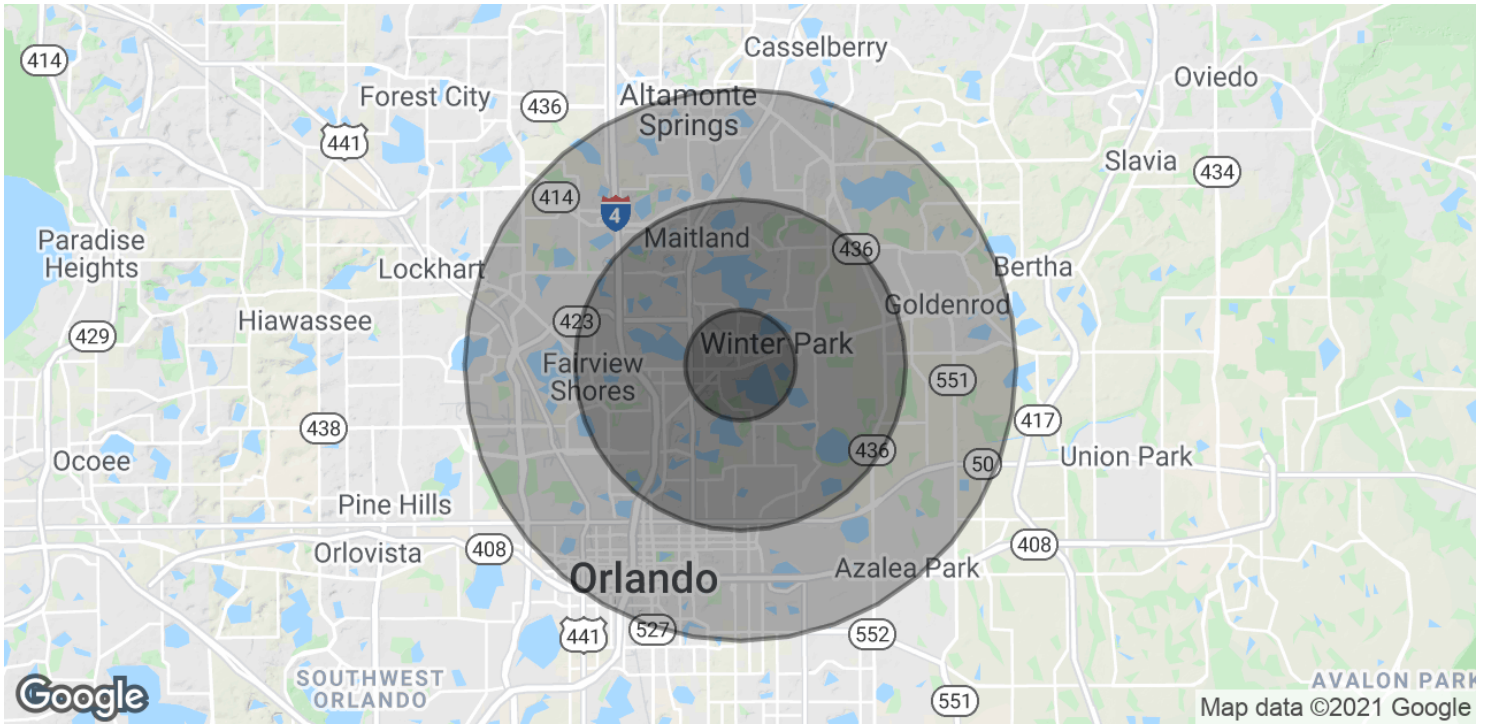 Casselberry
414
Oviedo
Forest City
436
Altamonte
Springs
441
Slavia
434
414
4
Paradise
Heights
Maitland
436
Lockhart
Bertha
Goldenrod
Hiawassee
423
429
Winter Park
Fairview
Shores
551
438
417
436
Ocoee
50
Union Park
Pine Hills
Orlovista
408
408
Azalea Park
Orlando
441
527
552
SOUTHWEST
ORLANDO
AVALON PARK
551
Google
Map data ©2021 Google